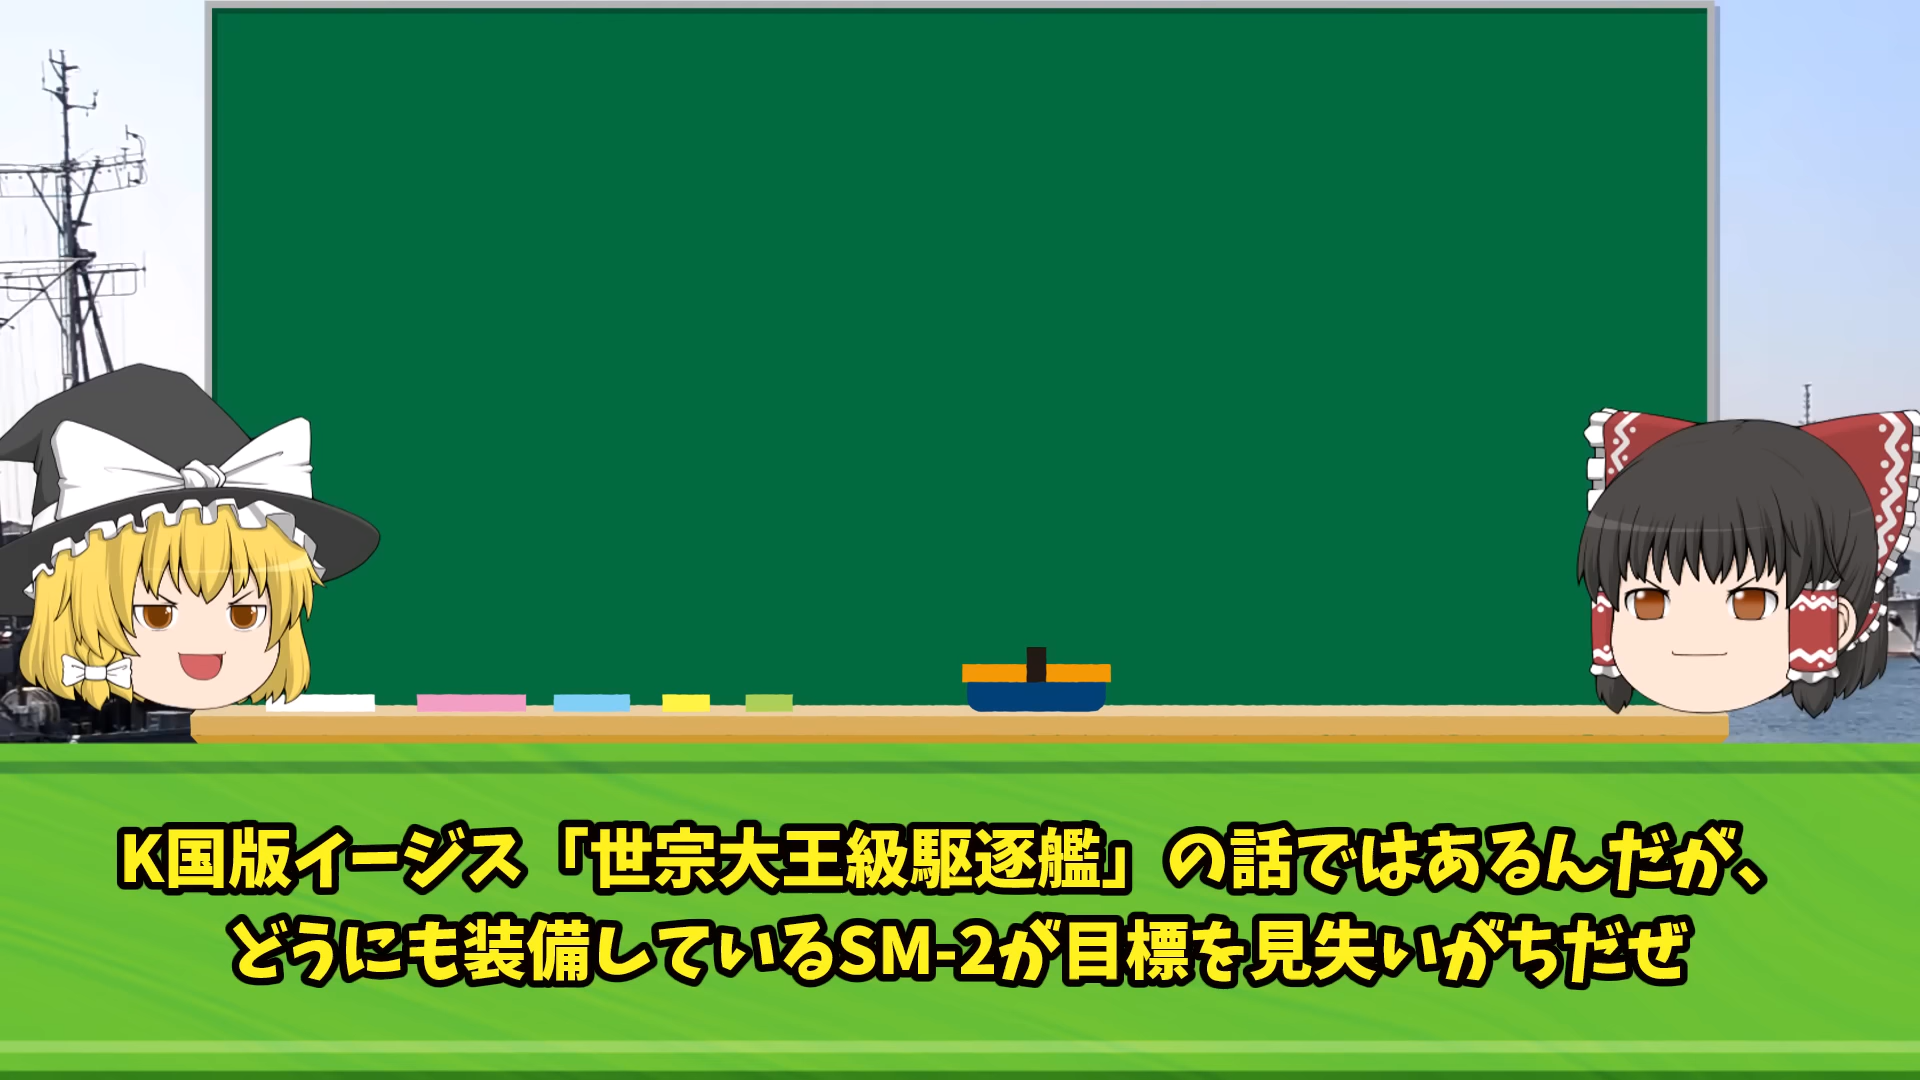 K国版イージス「世宗大王級駆逐艦」の話ではあるんだが、
どうにも装備しているSM-2が目標を見失いがちだぜ